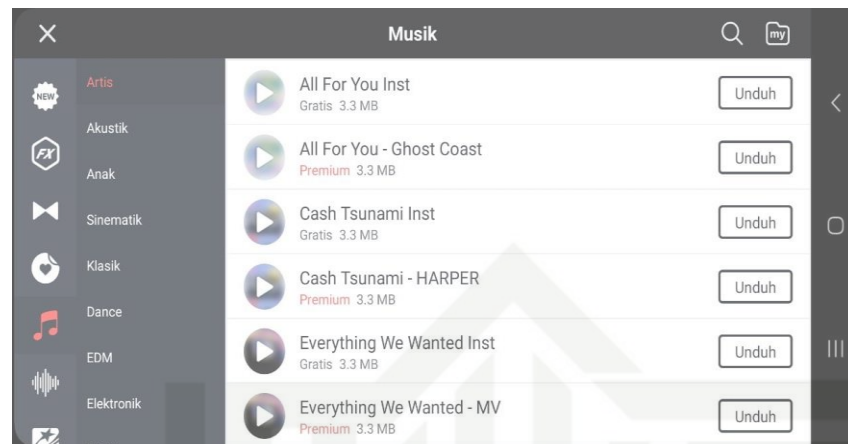 Musik
my
NEW
FX
Artis
Akustik
Anak
Sinematik
Klasik
Dance
EDM
Elektronik
All For You Inst
Gratis 3.3 MB
Unduh
All For You - Ghost Coast
Premium 3.3 MB
Unduh
Cash Tsunami Inst
Gratis 3.3 MB
Unduh
Cash Tsunami - HARPER
Premium 3.3 MB
Unduh
Everything We Wanted Inst
Gratis 3.3 MB
Unduh
Everything We Wanted - MV
Premium 3.3 MB
Unduh